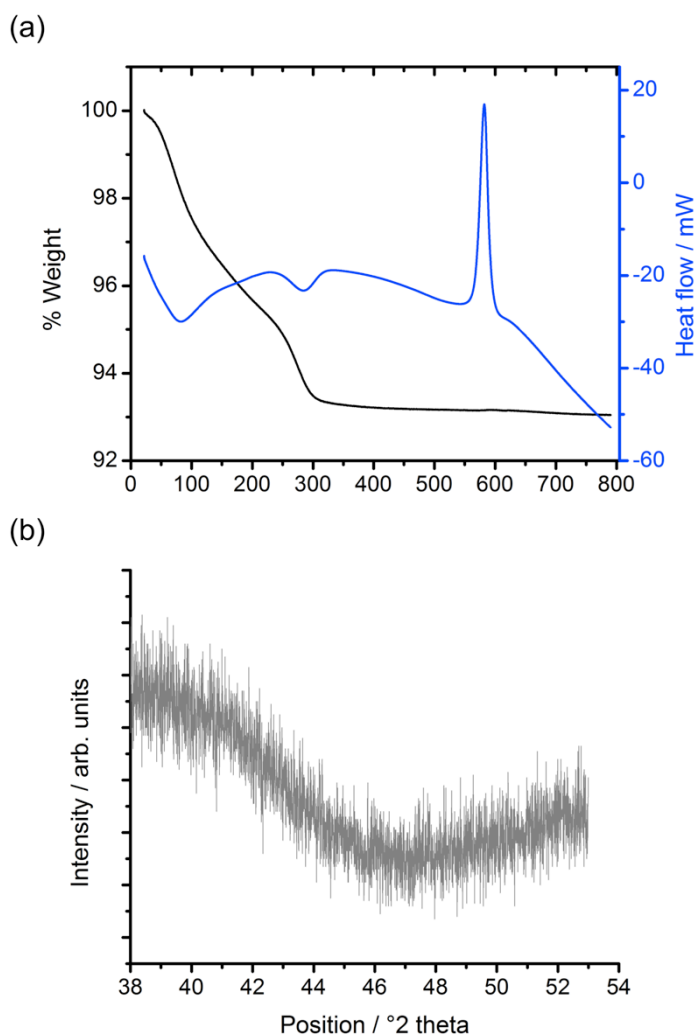 (a)
100
98
96
94
92
% Weight
20
0
-20
-40
-60
Heat flow / mW
0 100 200 300 400 500 600 700 800
(b)
Intensity / arb. units
38 40 42 44 46 48 50 52 54
Position / °2 theta